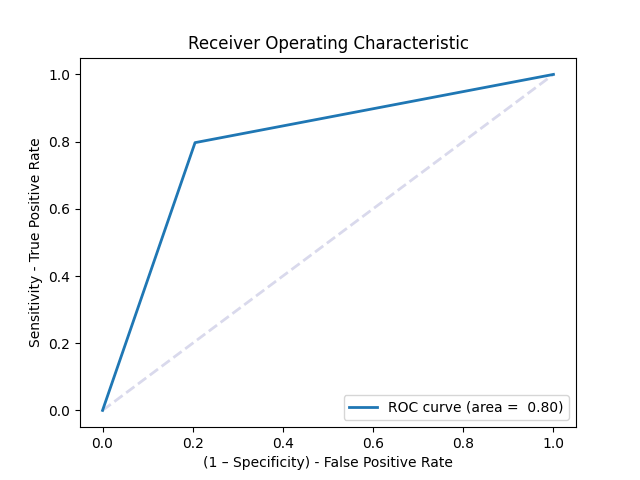 Receiver Operating Characteristic
1.0
0.8
0.6
0.4
0.2
0.0
Sensitivity - True Positive Rate
ROC curve (area =  0.80)
0.0 0.2 0.4 0.6 0.8 1.0
(1 – Specificity) - False Positive Rate